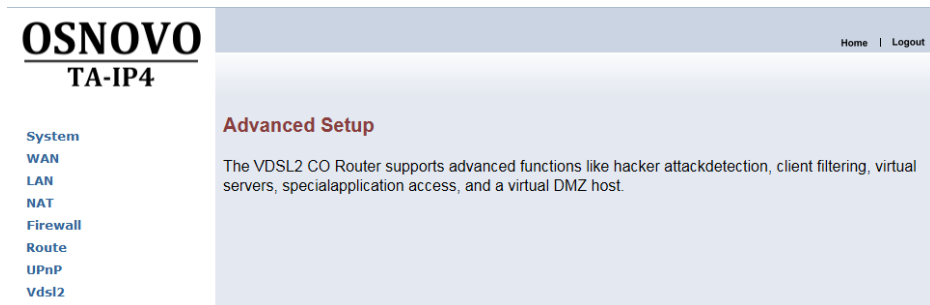 OSNOVO
TA-IP4
Home | Logout
System
WAN
LAN
NAT
Firewall
Route
UPnP
Vdsl2
Advanced Setup
The VDSL2 CO Router supports advanced functions like hacker attackdetection, client filtering, virtual
servers, specialapplication access, and a virtual DMZ host.